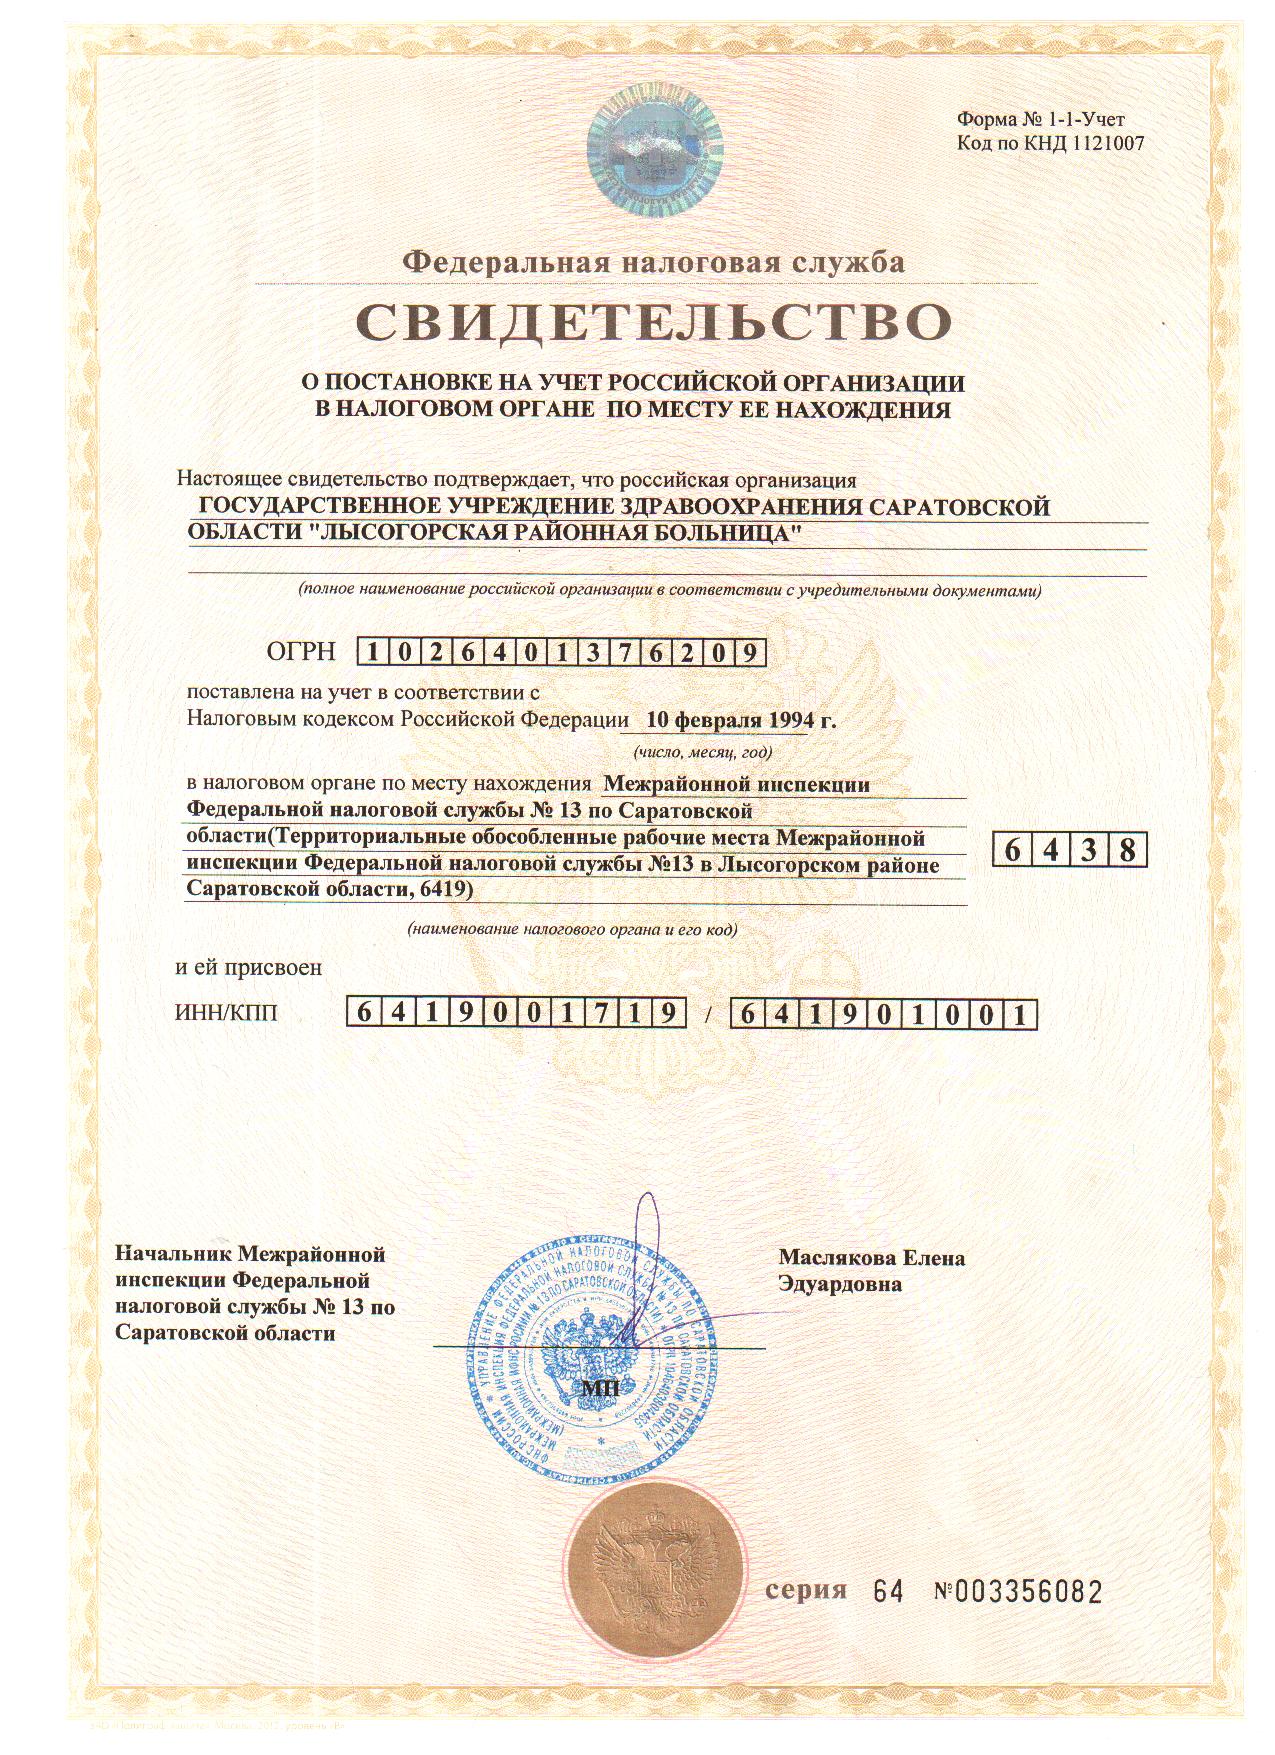 Форма № 1-1-Учет
Код по КНД 1121007
Федеральная налоговая служба
СВИДЕТЕЛЬСТВО
О ПОСТАНОВКЕ НА УЧЕТ РОССИЙСКОЙ ОРГАНИЗАЦИИ
В НАЛОГОВОМ ОРГАНЕ ПО МЕСТУ ЕЕ НАХОЖДЕНИЯ
Настоящее свидетельство подтверждает, что российская организация
ГОСУДАРСТВЕННОЕ УЧРЕЖДЕНИЕ ЗДРАВООХРАНЕНИЯ САРАТОВСКОЙ
ОБЛАСТИ "ЛЫСОГОРСКАЯ РАЙОННАЯ БОЛЬНИЦА"
(полное наименование российской организации в соответствии с учредительными документами)
ОГРН 1026401376209
поставлена на учет в соответствии с
Налоговым кодексом Российской Федерации 10 февраля 1994 г.
(число, месяц, год)
в налоговом органе по месту нахождения Межрайонной инспекции
Федеральной налоговой службы № 13 по Саратовской
области(Территориальные обособленные рабочие места Межрайонной
инспекции Федеральной налоговой службы №13 в Лысогорском районе
Саратовской области, 6419)
6438
(наименование налогового органа и его код)
и ей присвоен
ИНН/КПП 6419001719 / 641901001
Начальник Межрайонной
инспекции Федеральной
налоговой службы № 13 по
Саратовской области
Маслякова Елена
Эдуардовна
МП
серия 64 №003356082